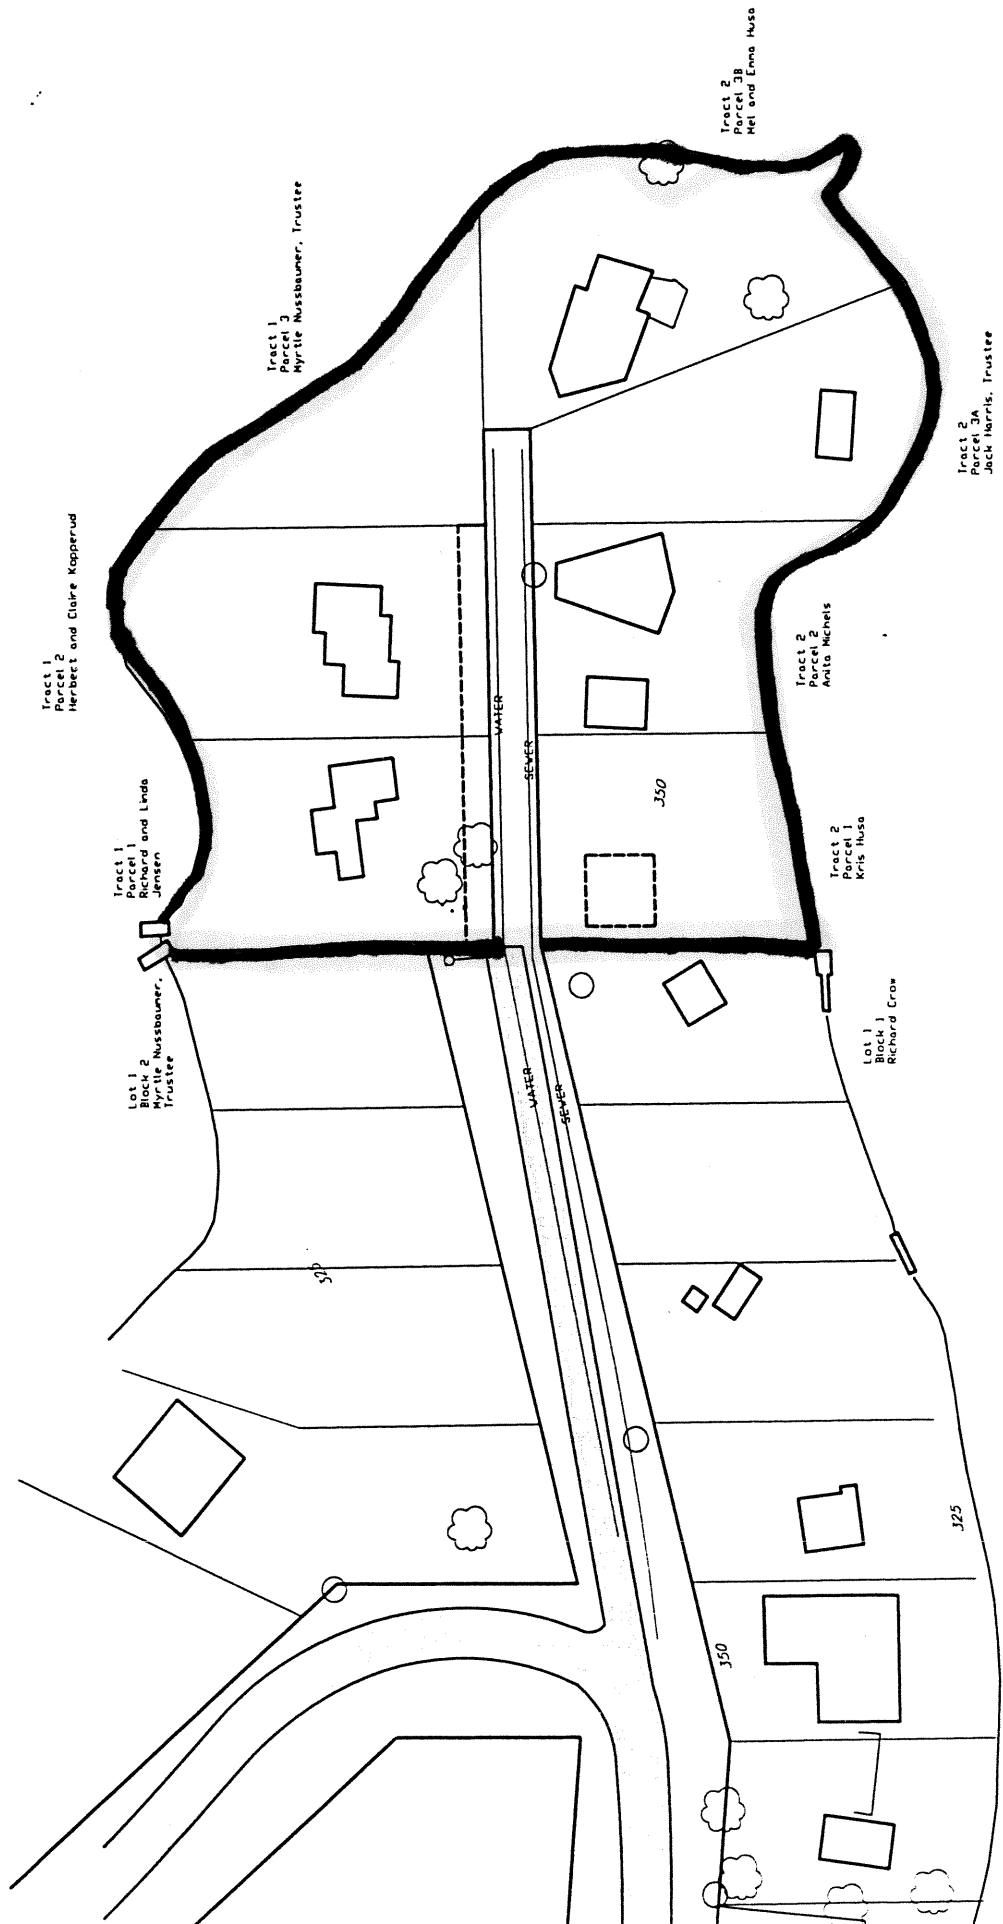 Tract 2
Parcel 3B
Mel and Emma Husa
Tract 1
Parcel 3
Myrtle Nussbaumer, Trustee
Tract 2
Parcel 3A
Jack Harris, Trustee
Tract 1
Parcel 2
Herbect and Claire Kopperud
Tract 2
Parcel 2
Anita Michels
WATER
SEWER
350
Tract 1
Parcel 1
Richard and Linda
Jensen
Tract 2
Parcel 1
Kris Husa
Lot 1
Block 2
Myrtle Nussbaumer,
Trustee
Lot 1
Block 1
Richard Crow
WATER
SEWER
325
350